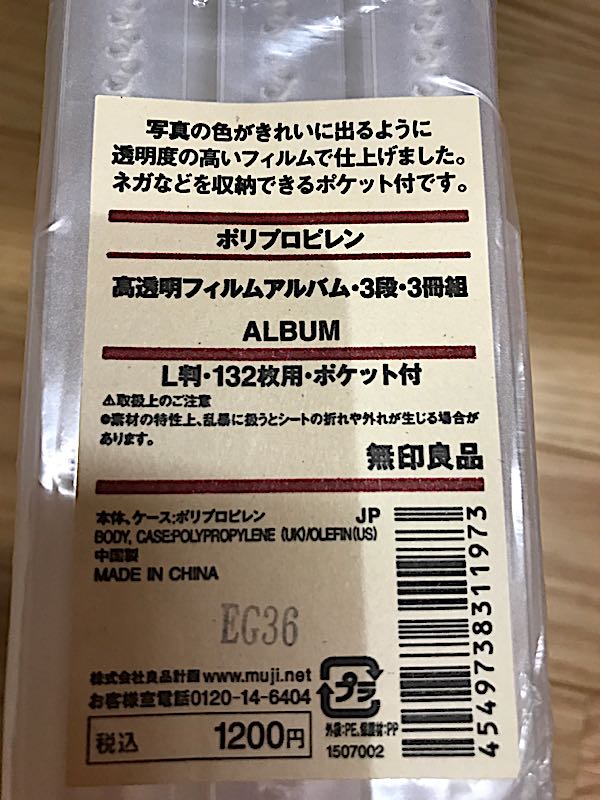 写真の色がきれいに出るように
透明度の高いフィルムで仕上げました。
ネガなどを収納できるポケット付です。
ポリプロピレン
高透明フィルムアルバム・3段・3冊組
ALBUM
L判・132枚用・ポケット付
⚠取扱上のご注意
●素材の特性上、乱暴に扱うとシートの折れや外れが生じる場合が
あります。
無印良品
本体、ケース:ポリプロピレン
JP
BODY, CASE:POLYPROPYLENE (UK)/OLEFIN(US)
中国製
MADE IN CHINA
EG36
株式会社良品計画 www.muji.net
お客様室電話0120-14-6404
税込 1200円
プラ
外袋:PE、保護材:PP
1507002
4549738311973